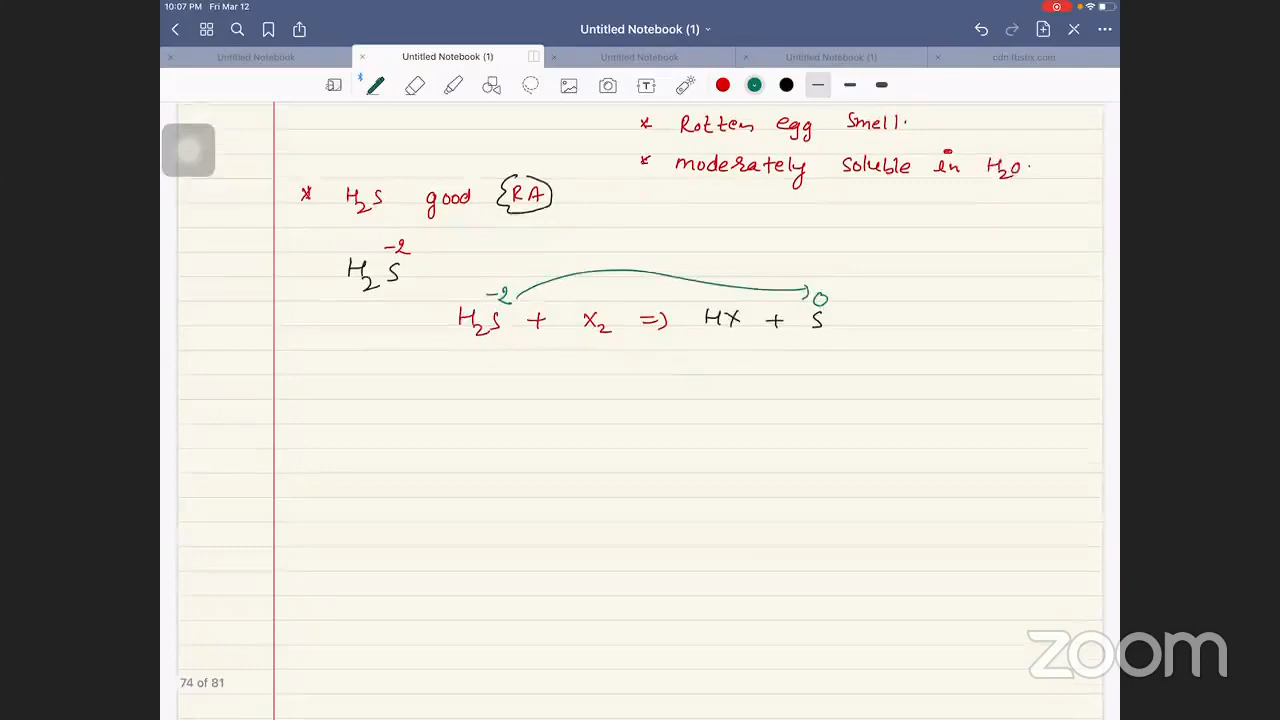 10:07 PM Fri Mar 12
Untitled Notebook (1)
Untitled Notebook
Untitled Notebook (1)
Untitled Notebook
Untitled Notebook (1)
cdn.fbsbx.com
* Rotten egg smell.
* moderately soluble in H₂O.
* H₂S good {RA}
H₂S⁻²
H₂S⁻² + X₂ => HX + S⁰
74 of 81
zoom